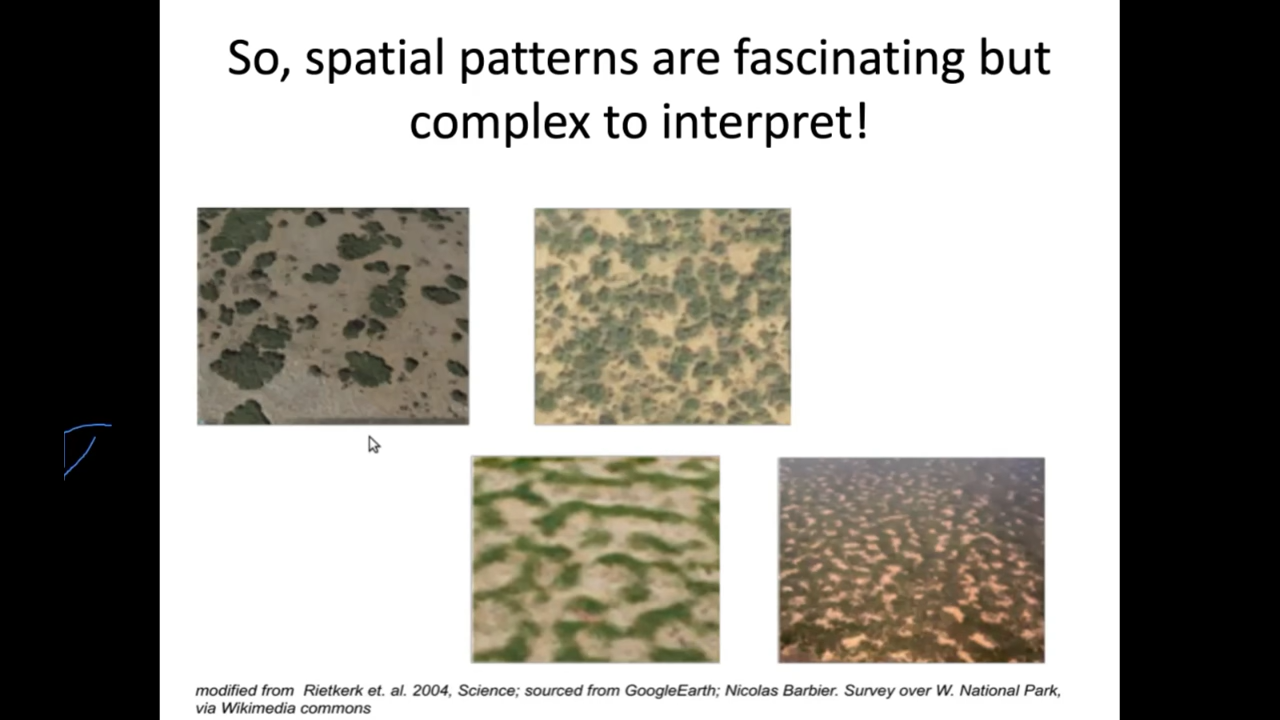 So, spatial patterns are fascinating but
complex to interpret!
modified from Rietkerk et. al. 2004, Science; sourced from GoogleEarth; Nicolas Barbier. Survey over W. National Park,
via Wikimedia commons